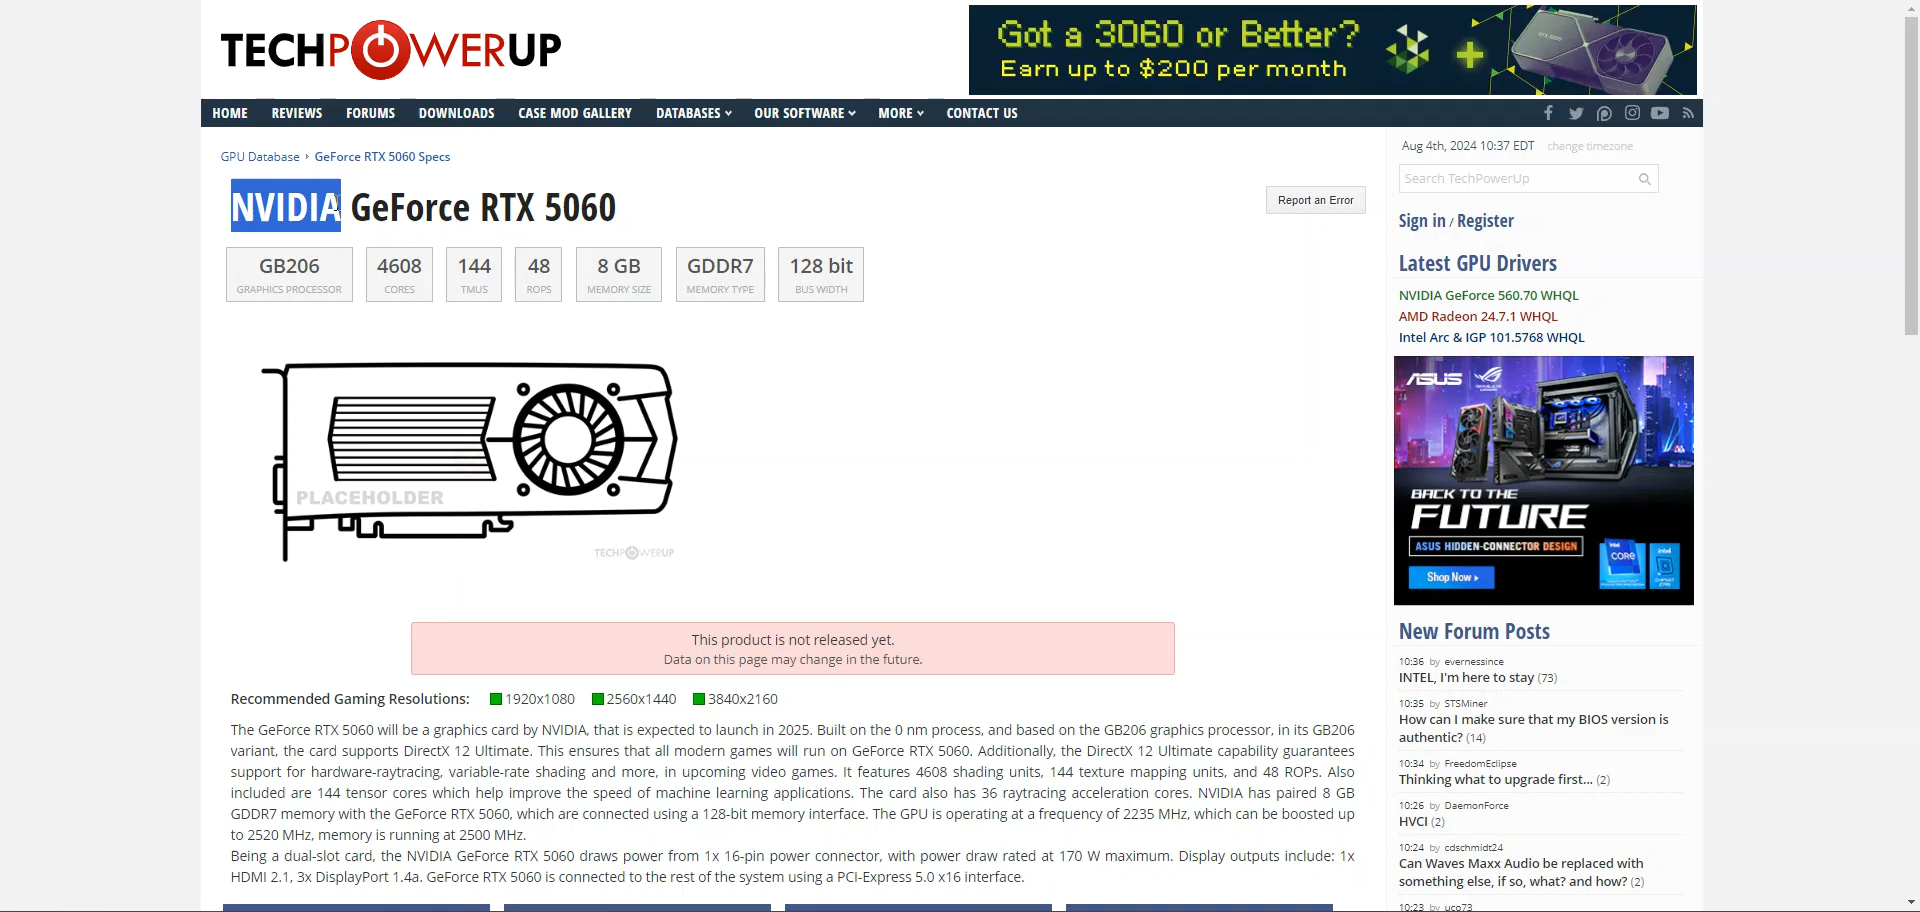 TECHPOWERUP
Got a 3060 or Better?
Earn up to $200 per month
HOME REVIEWS FORUMS DOWNLOADS CASE MOD GALLERY DATABASES OUR SOFTWARE MORE CONTACT US
GPU Database GeForce RTX 5060 Specs
Aug 4th, 2024 10:37 EDT change timezone
Search TechPowerUp
NVIDIA GeForce RTX 5060
Report an Error
Sign in / Register
GB206 4608 144 48 8 GB GDDR7 128 bit
GRAPHICS PROCESSOR CORES TMUS ROPS MEMORY SIZE MEMORY TYPE BUS WIDTH
Latest GPU Drivers
NVIDIA GeForce 560.70 WHQL
AMD Radeon 24.7.1 WHQL
Intel Arc & IGP 101.5768 WHQL
PLACEHOLDER
TECHPOWERUP
ASUS
BACK TO THE
FUTURE
ASUS HIDDEN-CONNECTOR DESIGN
Shop Now
intel
CORE
intel
This product is not released yet.
Data on this page may change in the future.
Recommended Gaming Resolutions: 1920x1080 2560x1440 3840x2160
The GeForce RTX 5060 will be a graphics card by NVIDIA, that is expected to launch in 2025. Built on the 0 nm process, and based on the GB206 graphics processor, in its GB206
variant, the card supports DirectX 12 Ultimate. This ensures that all modern games will run on GeForce RTX 5060. Additionally, the DirectX 12 Ultimate capability guarantees
support for hardware-raytracing, variable-rate shading and more, in upcoming video games. It features 4608 shading units, 144 texture mapping units, and 48 ROPs. Also
included are 144 tensor cores which help improve the speed of machine learning applications. The card also has 36 raytracing acceleration cores. NVIDIA has paired 8 GB
GDDR7 memory with the GeForce RTX 5060, which are connected using a 128-bit memory interface. The GPU is operating at a frequency of 2235 MHz, which can be boosted up
to 2520 MHz, memory is running at 2500 MHz.
Being a dual-slot card, the NVIDIA GeForce RTX 5060 draws power from 1x 16-pin power connector, with power draw rated at 170 W maximum. Display outputs include: 1x
HDMI 2.1, 3x DisplayPort 1.4a. GeForce RTX 5060 is connected to the rest of the system using a PCI-Express 5.0 x16 interface.
New Forum Posts
10:36 by evernessince
INTEL, I'm here to stay (73)
10:35 by STSMiner
How can I make sure that my BIOS version is
authentic? (14)
10:34 by FreedomEclipse
Thinking what to upgrade first... (2)
10:26 by DaemonForce
HVCI (2)
10:24 by cdschmidt24
Can Waves Maxx Audio be replaced with
something else, if so, what? and how? (2)
10:23 by uco73